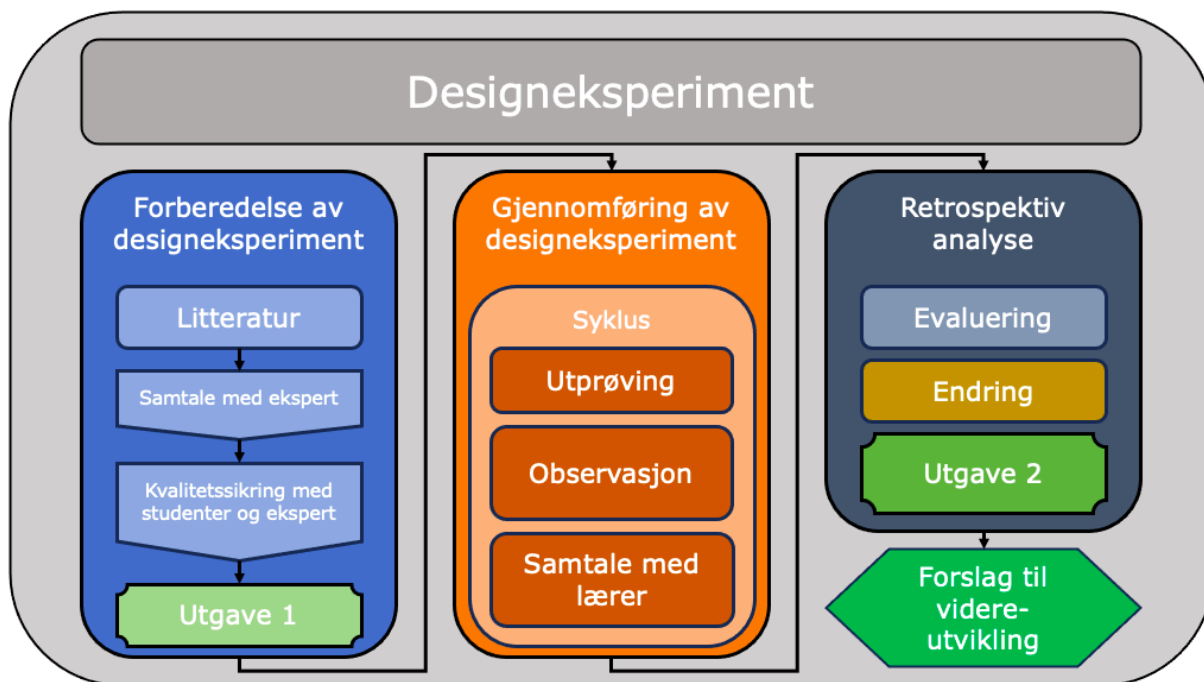 Designeksperiment
Forberedelse av
designeksperiment
Litteratur
Samtale med ekspert
Kvalitetssikring med
studenter og ekspert
Utgave 1
Gjennomføring av
designeksperiment
Syklus
Utprøving
Observasjon
Samtale med
lærer
Retrospektiv
analyse
Evaluering
Endring
Utgave 2
Forslag til
videre-
utvikling